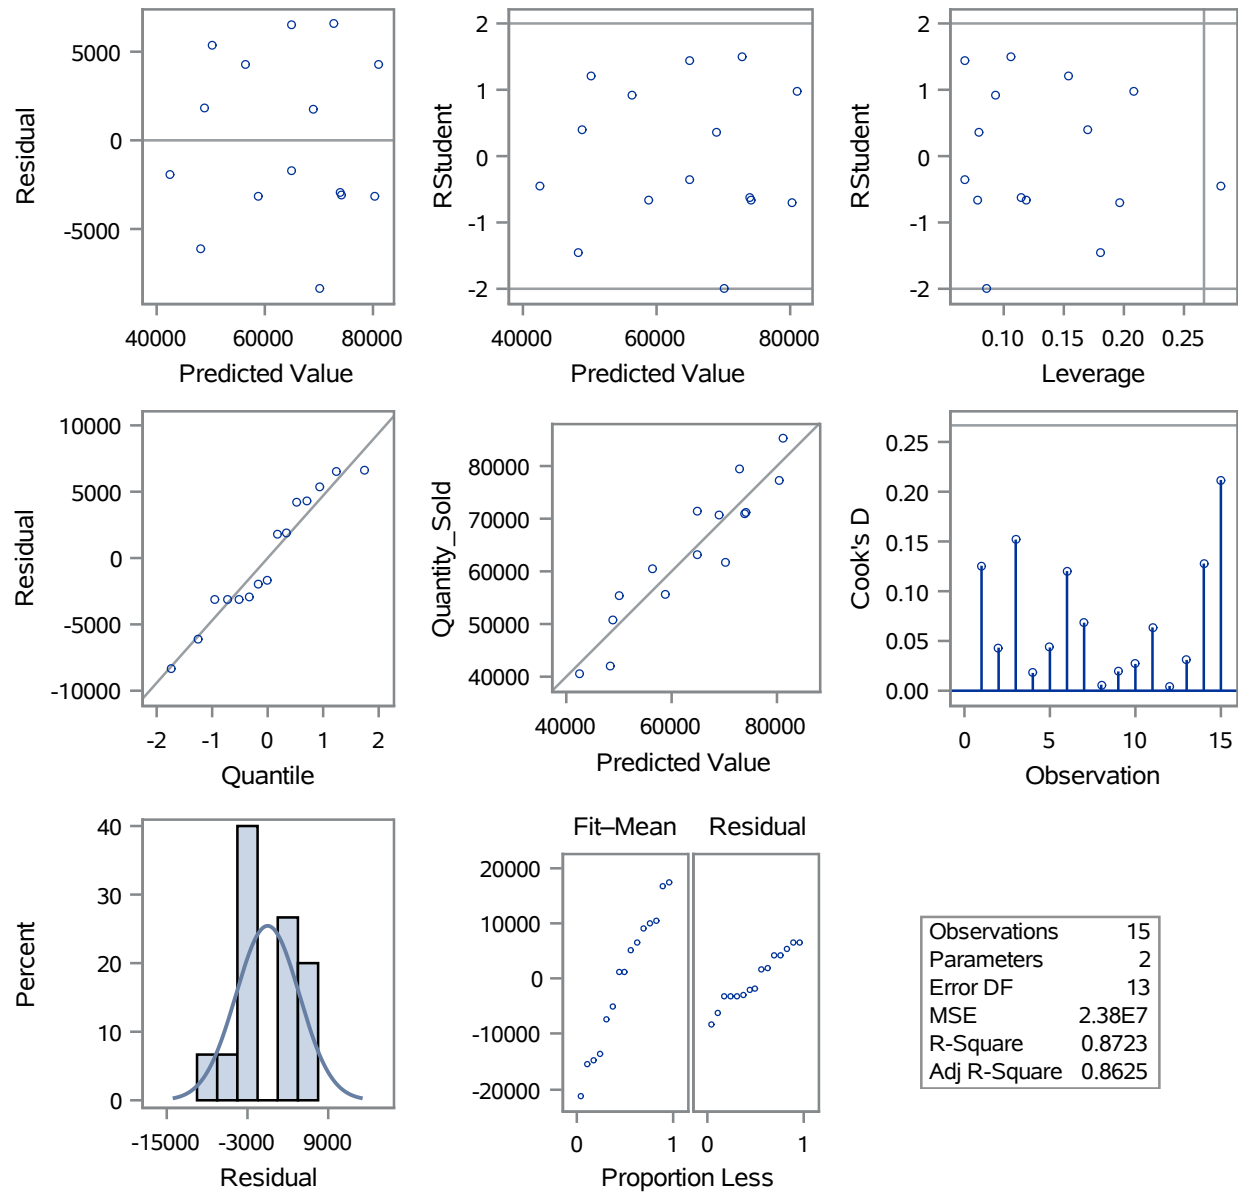 5000
0
-5000
Residual
40000 60000 80000
Predicted Value
2
1
0
-1
-2
RStudent
40000 60000 80000
Predicted Value
2
1
0
-1
-2
RStudent
0.10 0.15 0.20 0.25
Leverage
10000
5000
0
-5000
-10000
Residual
-2 -1 0 1 2
Quantile
80000
70000
60000
50000
40000
Quantity_Sold
40000 60000 80000
Predicted Value
0.25
0.20
0.15
0.10
0.05
0.00
Cook's D
0 5 10 15
Observation
40
30
20
10
0
Percent
-15000 -3000 9000
Residual
Fit–Mean Residual
20000
10000
0
-10000
-20000
0 1 0 1
Proportion Less
Observations 15
Parameters 2
Error DF 13
MSE 2.38E7
R-Square 0.8723
Adj R-Square 0.8625